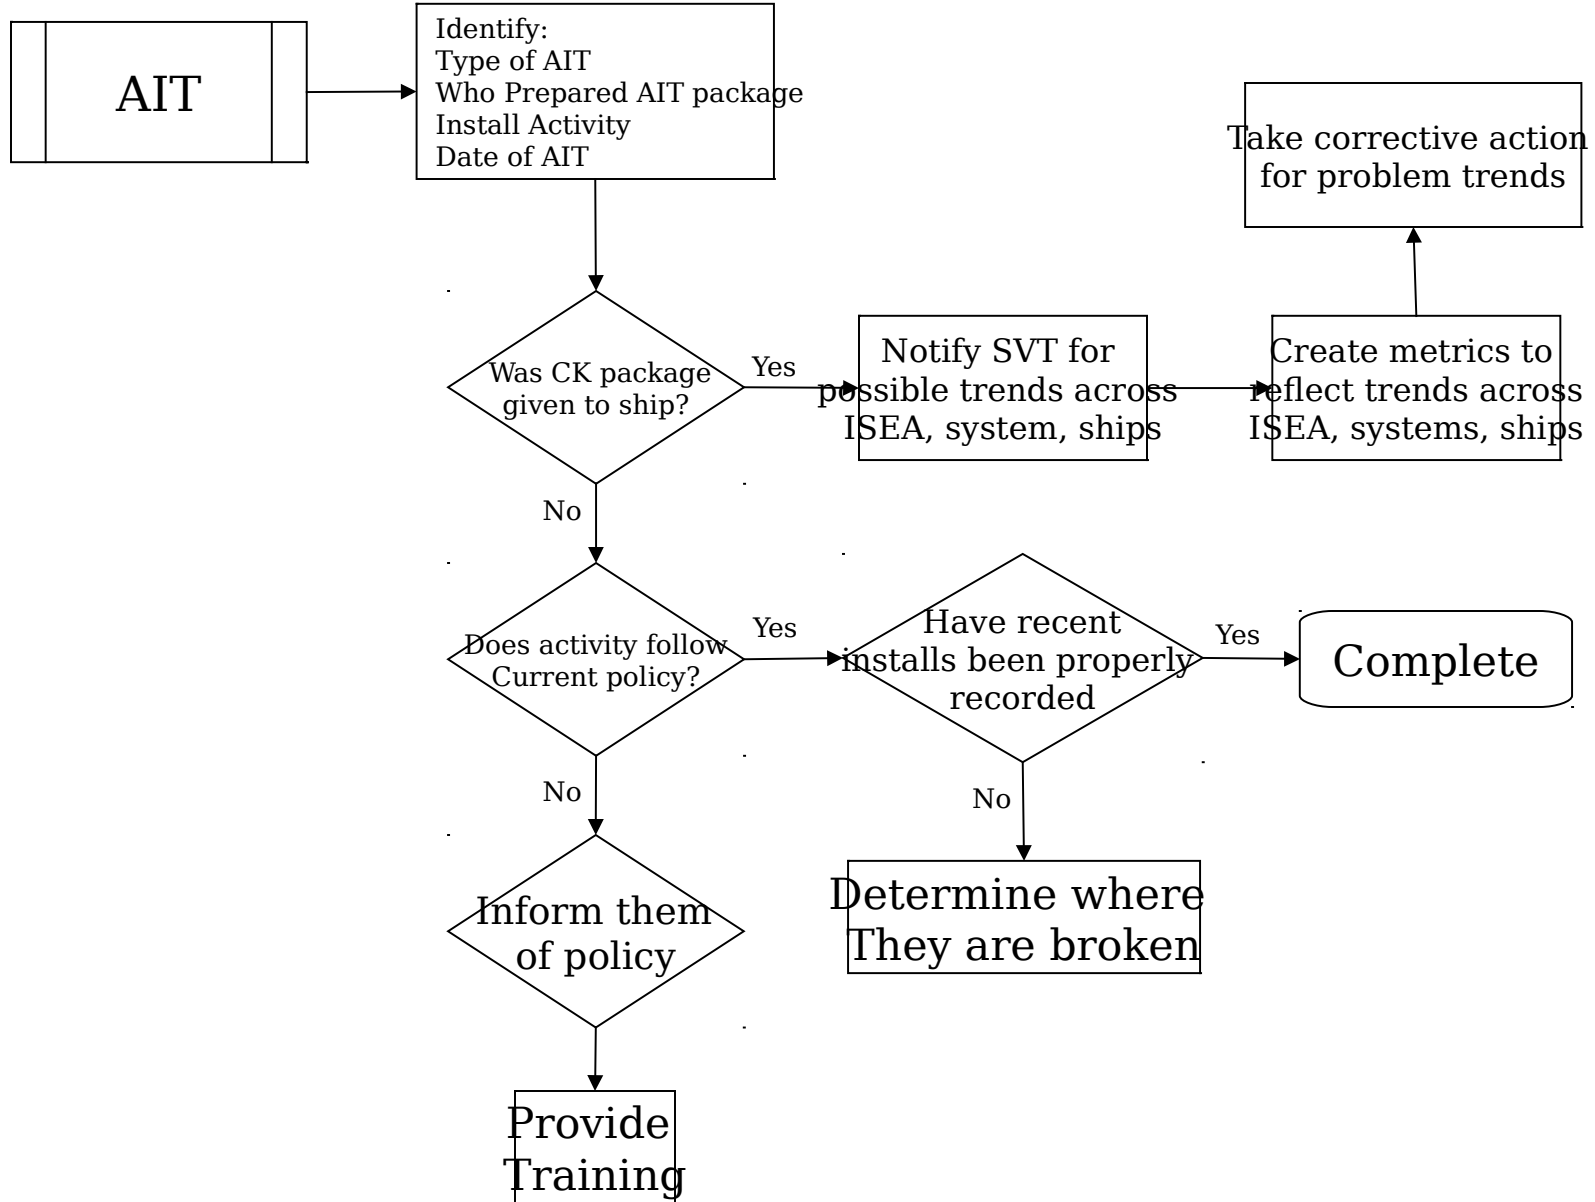 AIT
Identify:
Type of AIT
Who Prepared AIT package
Install Activity
Date of AIT
Take corrective action
for problem trends
Was CK package
given to ship?
Yes
Notify SVT for
possible trends across
ISEA, system, ships
Create metrics to
reflect trends across
ISEA, systems, ships
No
Does activity follow
Current policy?
Yes
Have recent
installs been properly
recorded
Yes
Complete
No
No
Inform them
of policy
Determine where
They are broken
Provide
Training